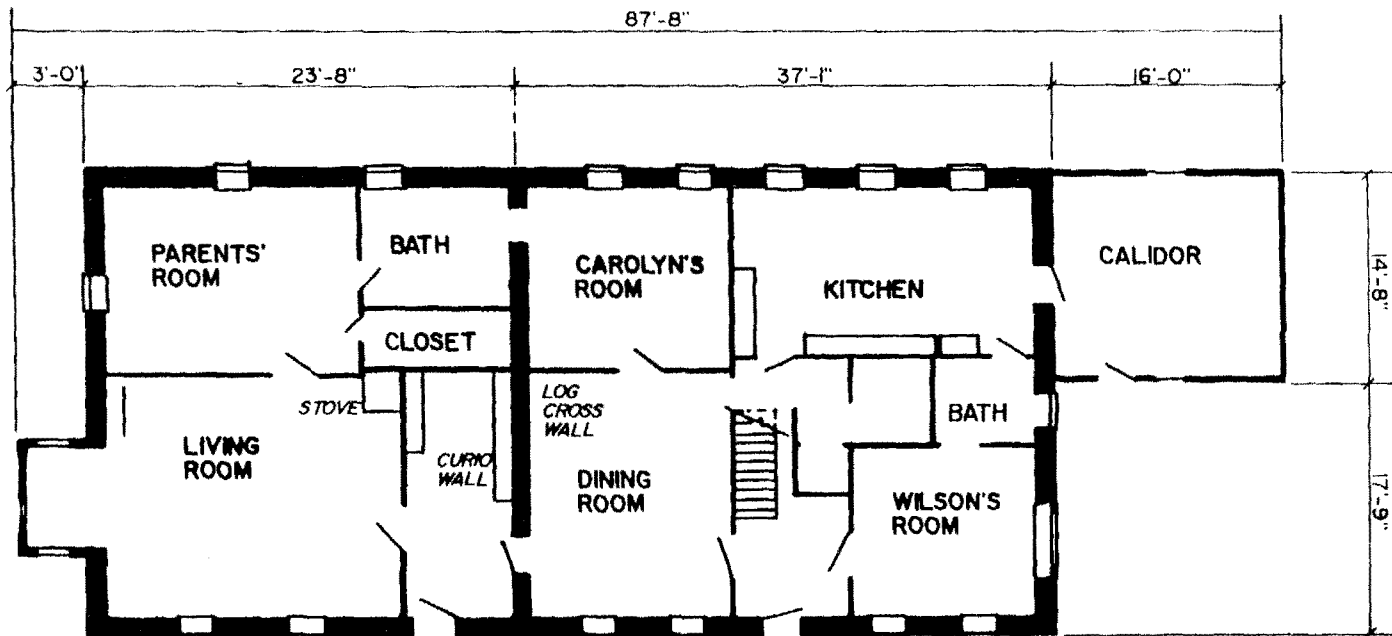 87'-8"
3'-0"
23'-8"
37'-1"
16'-0"
PARENTS'
ROOM
BATH
CAROLYN'S
ROOM
KITCHEN
CALIDOR
14'-8"
CLOSET
STOVE
LOG
CROSS
WALL
BATH
LIVING
ROOM
CURIO
WALL
DINING
ROOM
WILSON'S
ROOM
17'-9"